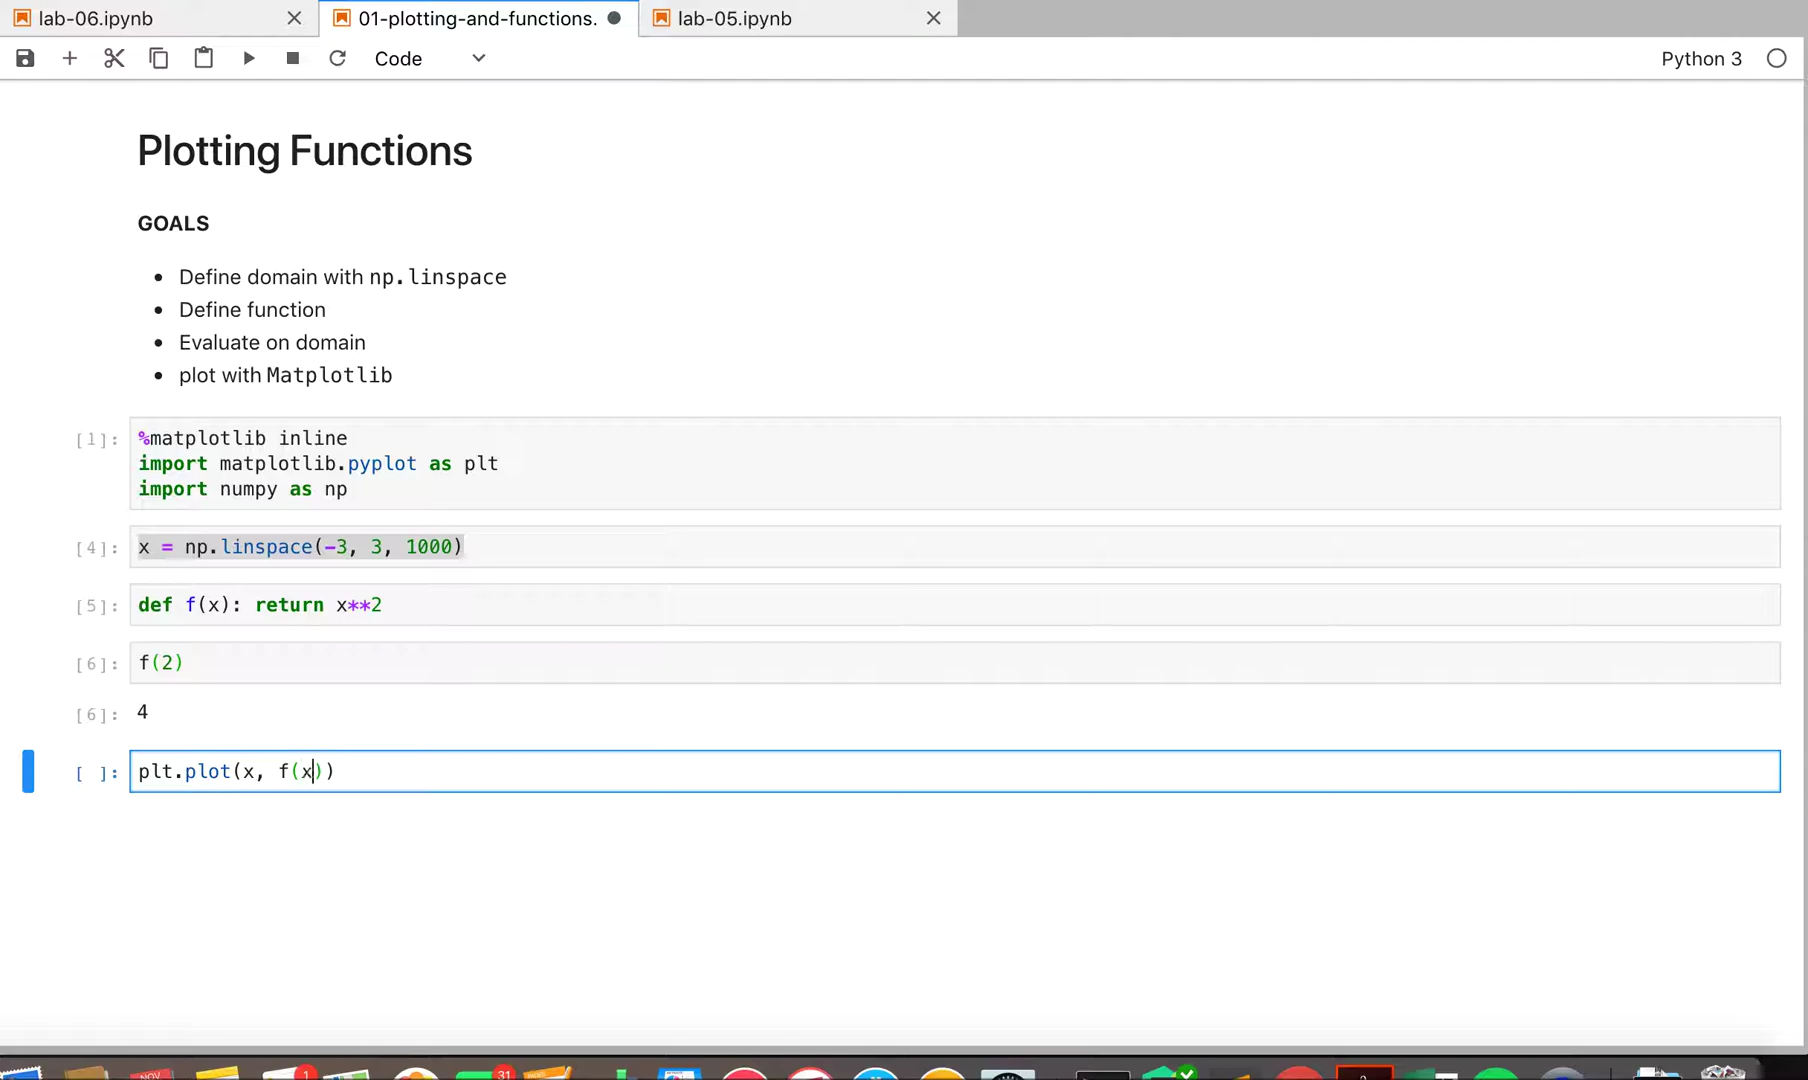 lab-06.ipynb
01-plotting-and-functions.
lab-05.ipynb
Code
Python 3
Plotting Functions
GOALS
Define domain with np.linspace
Define function
Evaluate on domain
plot with Matplotlib
[1]: %matplotlib inline
import matplotlib.pyplot as plt
import numpy as np
[4]: x = np.linspace(-3, 3, 1000)
[5]: def f(x): return x**2
[6]: f(2)
[6]: 4
[ ]: plt.plot(x, f(x))
NOV
1
31